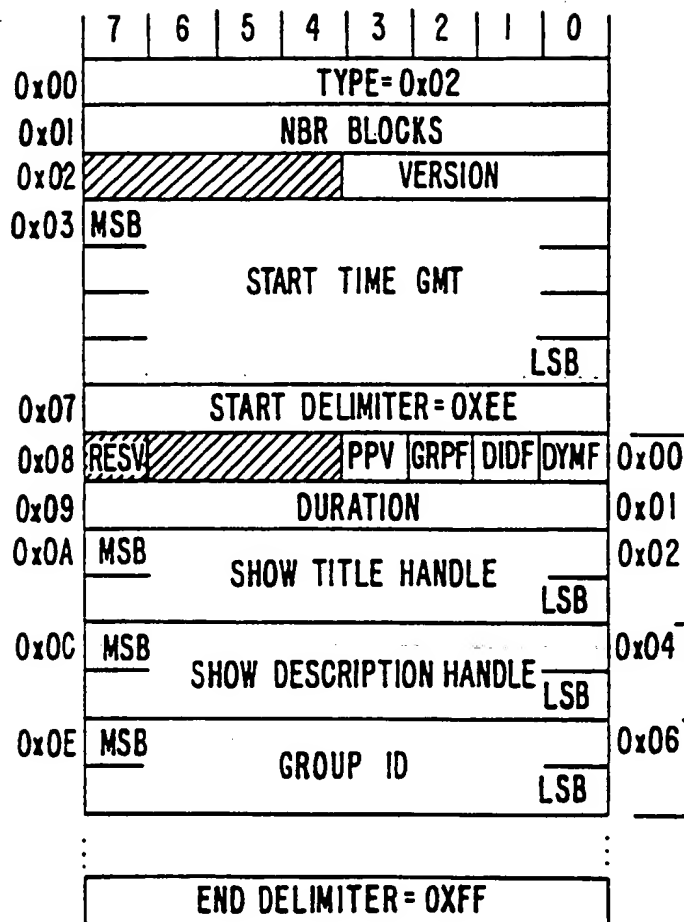 7 6 5 4 3 2 1 0
0x00 TYPE=0x02
0x01 NBR BLOCKS
0x02 VERSION
0x03 MSB
START TIME GMT
LSB
0x07 START DELIMITER=0XEE
0x08 RESV PPV GRPF DIDF DYMF 0x00
0x09 DURATION 0x01
0x0A MSB 0x02
SHOW TITLE HANDLE
LSB
0x0C MSB 0x04
SHOW DESCRIPTION HANDLE
LSB
0x0E MSB 0x06
GROUP ID
LSB
END DELIMITER=0XFF